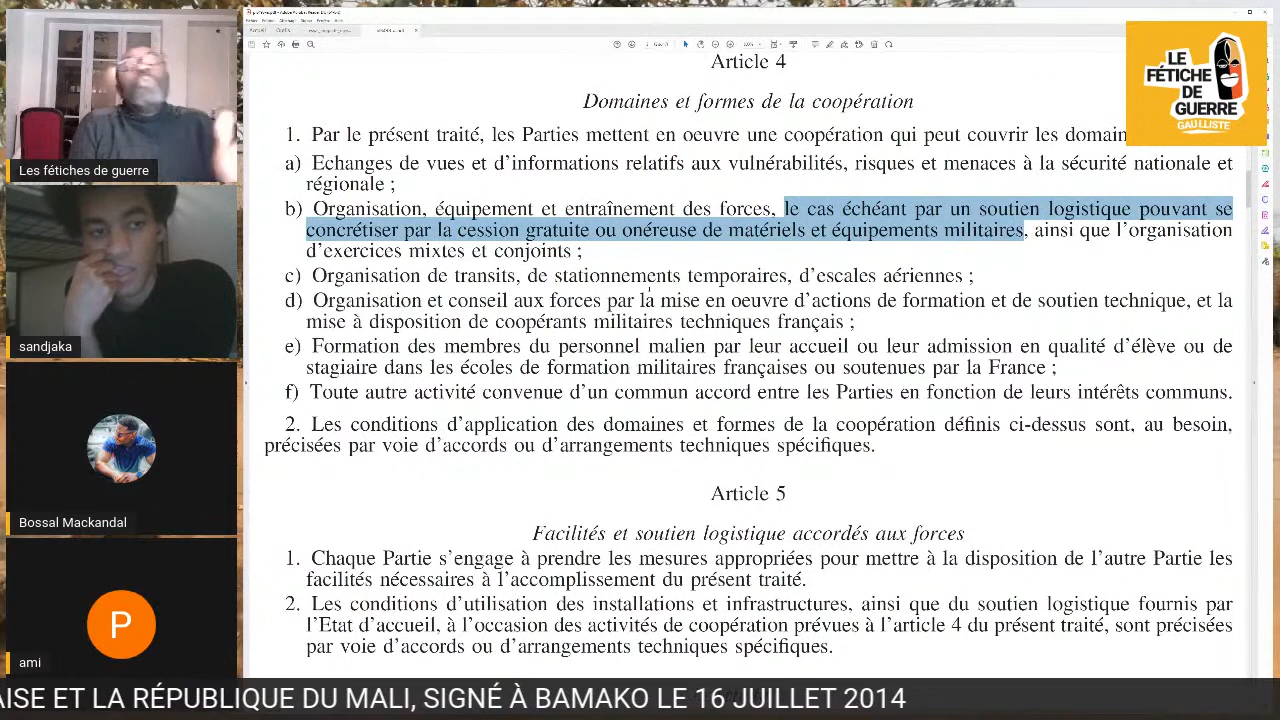 Les fétiches de guerre
sandjaka
Bossal Mackandal
P
ami
LE
FÉTICHE
DE
GUERRE
GAULLISTE
Article 4
Domaines et formes de la coopération
1. Par le présent traité, les Parties mettent en oeuvre une coopération qui peut couvrir les domain
a) Echanges de vues et d'informations relatifs aux vulnérabilités, risques et menaces à la sécurité nationale et
régionale ;
b) Organisation, équipement et entraînement des forces, le cas échéant par un soutien logistique pouvant se
concrétiser par la cession gratuite ou onéreuse de matériels et équipements militaires, ainsi que l'organisation
d'exercices mixtes et conjoints ;
c) Organisation de transits, de stationnements temporaires, d'escales aériennes ;
d) Organisation et conseil aux forces par la mise en oeuvre d'actions de formation et de soutien technique, et la
mise à disposition de coopérants militaires techniques français ;
e) Formation des membres du personnel malien par leur accueil ou leur admission en qualité d'élève ou de
stagiaire dans les écoles de formation militaires françaises ou soutenues par la France ;
f) Toute autre activité convenue d'un commun accord entre les Parties en fonction de leurs intérêts communs.
2. Les conditions d'application des domaines et formes de la coopération définis ci-dessus sont, au besoin,
précisées par voie d'accords ou d'arrangements techniques spécifiques.
Article 5
Facilités et soutien logistique accordés aux forces
1. Chaque Partie s'engage à prendre les mesures appropriées pour mettre à la disposition de l'autre Partie les
facilités nécessaires à l'accomplissement du présent traité.
2. Les conditions d'utilisation des installations et infrastructures, ainsi que du soutien logistique fournis par
l'Etat d'accueil, à l'occasion des activités de coopération prévues à l'article 4 du présent traité, sont précisées
par voie d'accords ou d'arrangements techniques spécifiques.
AISE ET LA RÉPUBLIQUE DU MALI, SIGNÉ À BAMAKO LE 16 JUILLET 2014